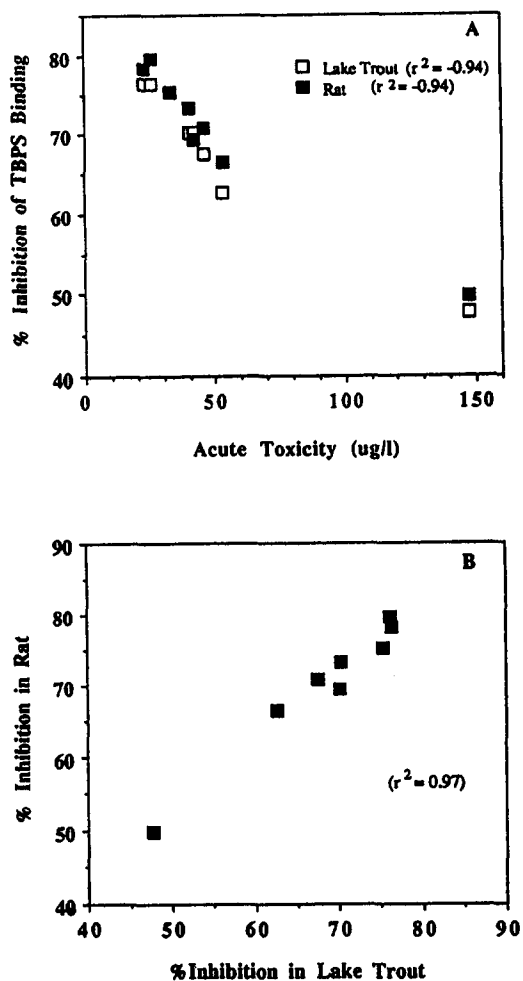 A
80
70
60
50
40
% Inhibition of TBPS Binding
Lake Trout (r² = -0.94)
Rat (r² = -0.94)
0 50 100 150
Acute Toxicity (ug/l)
B
90
80
70
60
50
40
% Inhibition in Rat
(r² = 0.97)
40 50 60 70 80 90
%Inhibition in Lake Trout